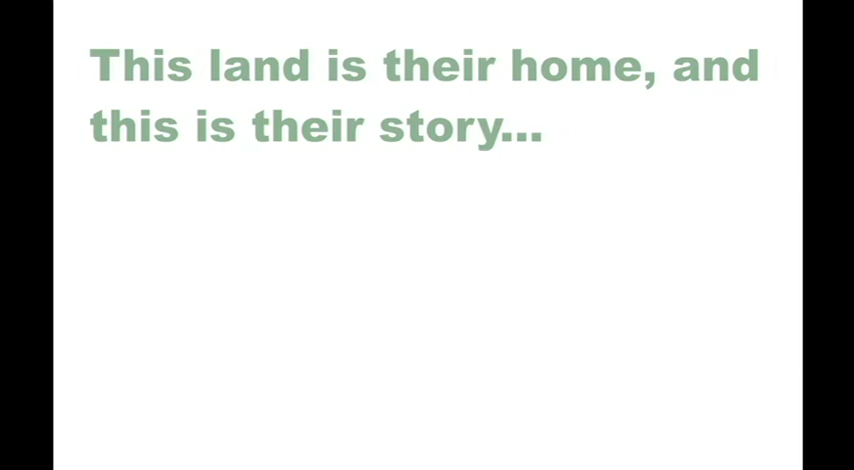 This land is their home, and
this is their story...